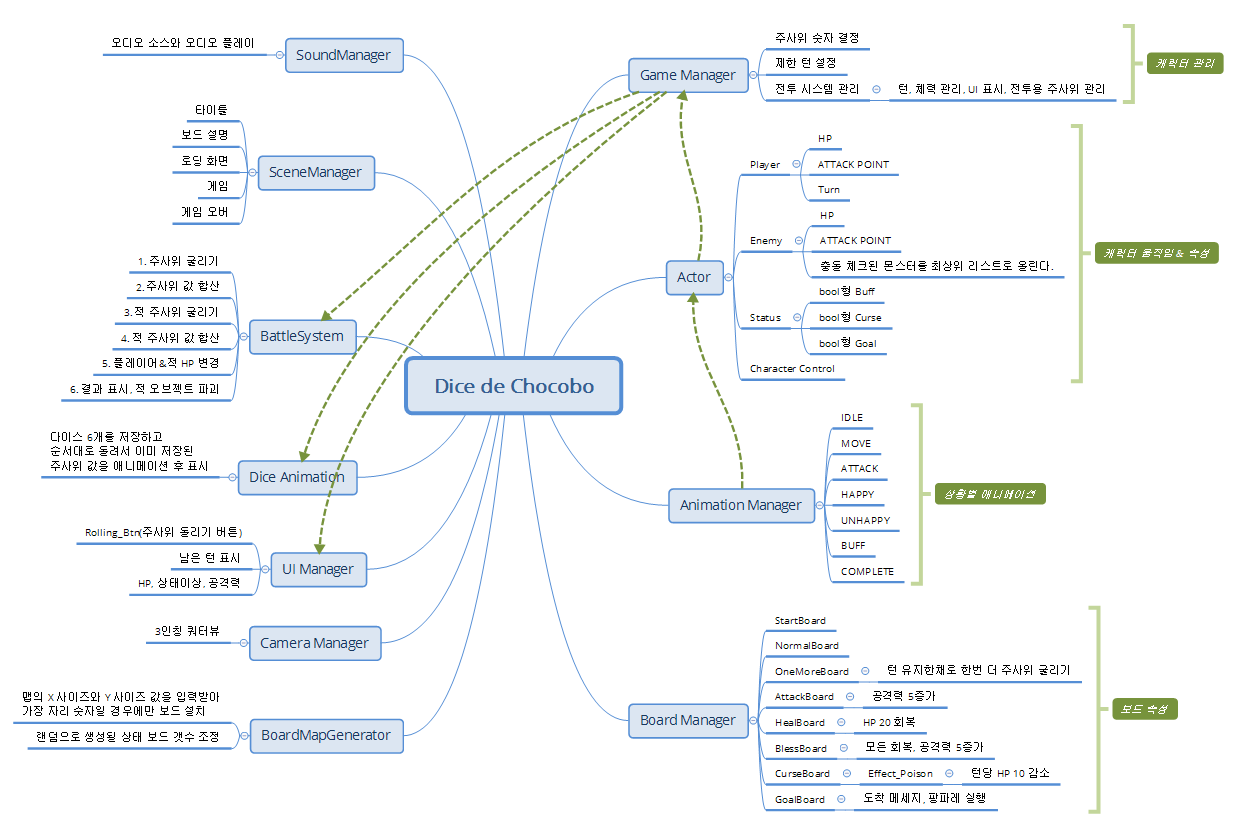 Dice de Chocobo
SoundManager
오디오 소스와 오디오 플레이
SceneManager
타이틀
보드 설명
로딩 화면
게임
게임 오버
BattleSystem
1. 주사위 굴리기
2. 주사위 값 합산
3. 적 주사위 굴리기
4. 적 주사위 값 합산
5. 플레이어&적 HP 변경
6. 결과 표시, 적 오브젝트 파괴
Dice Animation
다이스 6개를 저장하고
순서대로 돌려서 이미 저장된
주사위 값을 애니메이션 후 표시
UI Manager
Rolling_Btn(주사위 돌리기 버튼)
남은 턴 표시
HP, 상태이상, 공격력
Camera Manager
3인칭 쿼터뷰
BoardMapGenerator
맵의 X 사이즈와 Y 사이즈 값을 입력받아
가장 자리 숫자일 경우에만 보드 설치
랜덤으로 생성될 상태 보드 갯수 조정
Game Manager
주사위 숫자 결정
제한 턴 설정
전투 시스템 관리
턴, 체력 관리, UI 표시, 전투용 주사위 관리
캐릭터 관리
Actor
Player
HP
ATTACK POINT
Turn
Enemy
HP
ATTACK POINT
충동 체크된 몬스터를 최상위 리스트로 올린다.
Status
bool형 Buff
bool형 Curse
bool형 Goal
Character Control
캐릭터 움직임 & 속성
Animation Manager
IDLE
MOVE
ATTACK
HAPPY
UNHAPPY
BUFF
COMPLETE
상황별 애니메이션
Board Manager
StartBoard
NormalBoard
OneMoreBoard
턴 유지한채로 한번 더 주사위 굴리기
AttackBoard
공격력 5증가
HealBoard
HP 20 회복
BlessBoard
모든 회복, 공격력 5증가
CurseBoard
Effect_Poison
턴당 HP 10 감소
GoalBoard
도착 메세지, 팡파레 실행
보드 속성